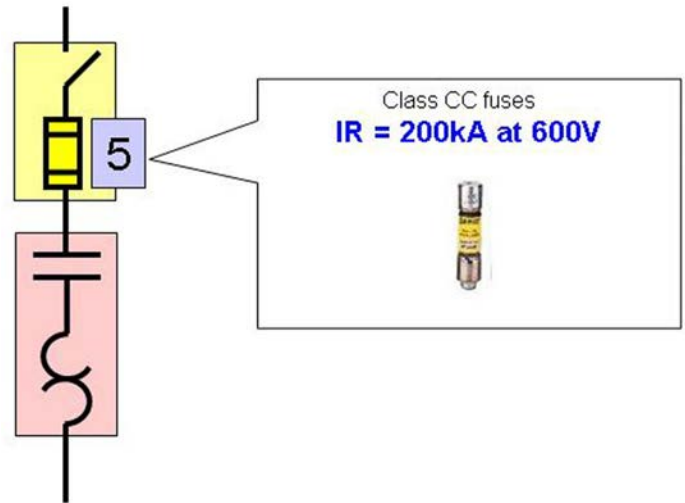 5
Class CC fuses
IR = 200kA at 600V